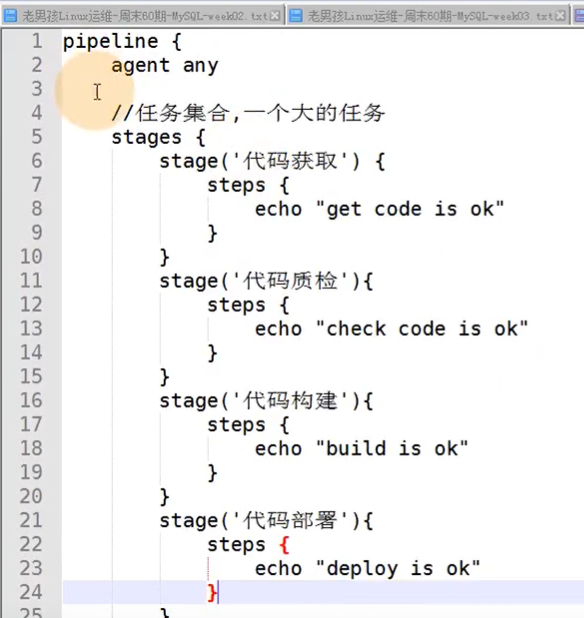 老男孩Linux运维-周末60期-MySQL-week02.txt
老男孩Linux运维-周末60期-MySQL-week03 txt
1 pipeline {
2     agent any
3
4     //任务集合,一个大的任务
5     stages {
6         stage('代码获取') {
7             steps {
8                 echo "get code is ok"
9             }
10         }
11         stage('代码质检'){
12             steps {
13                 echo "check code is ok"
14             }
15         }
16         stage('代码构建'){
17             steps {
18                 echo "build is ok"
19             }
20         }
21         stage('代码部署'){
22             steps {
23                 echo "deploy is ok"
24             }
25         }